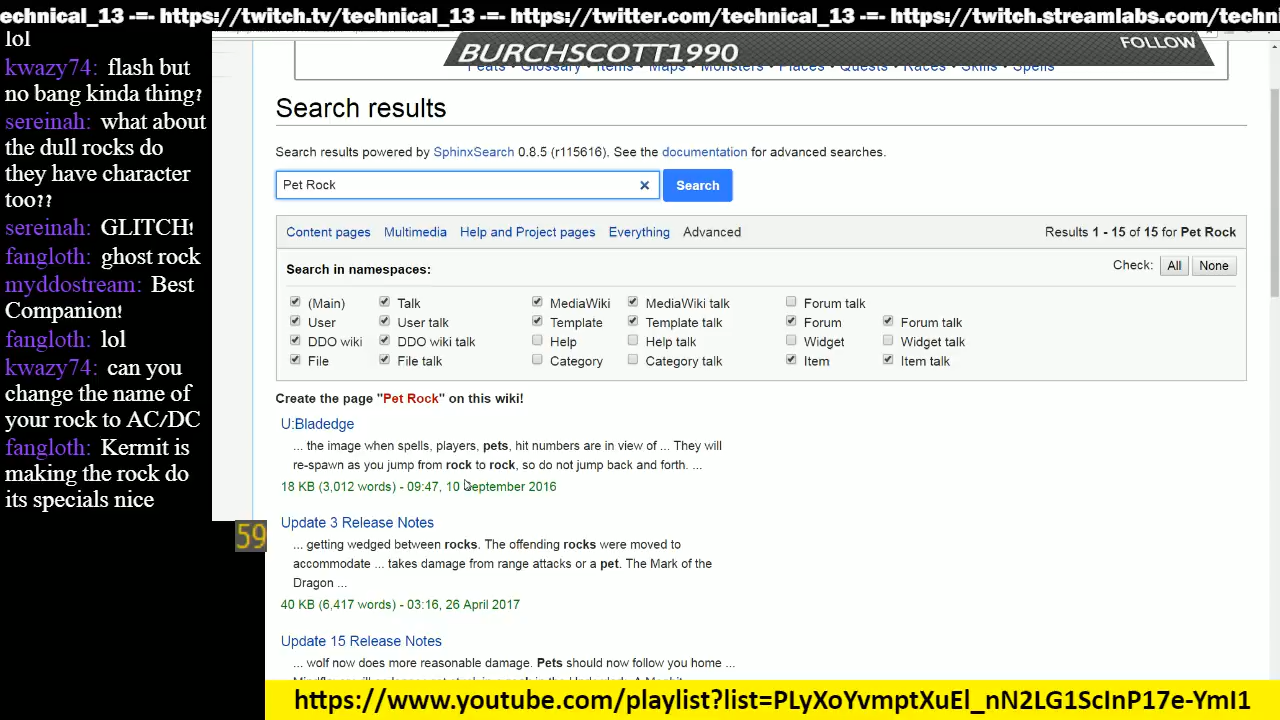 echnical_13 -=- https://twitch.tv/technical_13 -=- https://twitter.com/technical_13 -=- https://twitch.streamlabs.com/techn
lol
kwazy74: flash but
no bang kinda thing?
sereinah: what about
the dull rocks do
they have character
too??
sereinah: GLITCH!
fangloth: ghost rock
myddostream: Best
Companion!
fangloth: lol
kwazy74: can you
change the name of
your rock to AC/DC
fangloth: Kermit is
making the rock do
its specials nice
59
BURCHSCOTT1990
FOLLOW
Feats • Glossary • Items • Maps • Monsters • Places • Quests • Races • Skills • Spells
Search results
Search results powered by SphinxSearch 0.8.5 (r115616). See the documentation for advanced searches.
Pet Rock
Search
Content pages Multimedia Help and Project pages Everything Advanced Results 1 - 15 of 15 for Pet Rock
Search in namespaces: Check: All None
(Main) Talk MediaWiki MediaWiki talk Forum talk
User User talk Template Template talk Forum Forum talk
DDO wiki DDO wiki talk Help Help talk Widget Widget talk
File File talk Category Category talk Item Item talk
Create the page "Pet Rock" on this wiki!
U:Bladedge
... the image when spells, players, pets, hit numbers are in view of ... They will
re-spawn as you jump from rock to rock, so do not jump back and forth. ...
18 KB (3,012 words) - 09:47, 10 September 2016
Update 3 Release Notes
... getting wedged between rocks. The offending rocks were moved to
accommodate ... takes damage from range attacks or a pet. The Mark of the
Dragon ...
40 KB (6,417 words) - 03:16, 26 April 2017
Update 15 Release Notes
... wolf now does more reasonable damage. Pets should now follow you home ...
https://www.youtube.com/playlist?list=PLyXoYvmptXuEl_nN2LG1ScInP17e-YmI1